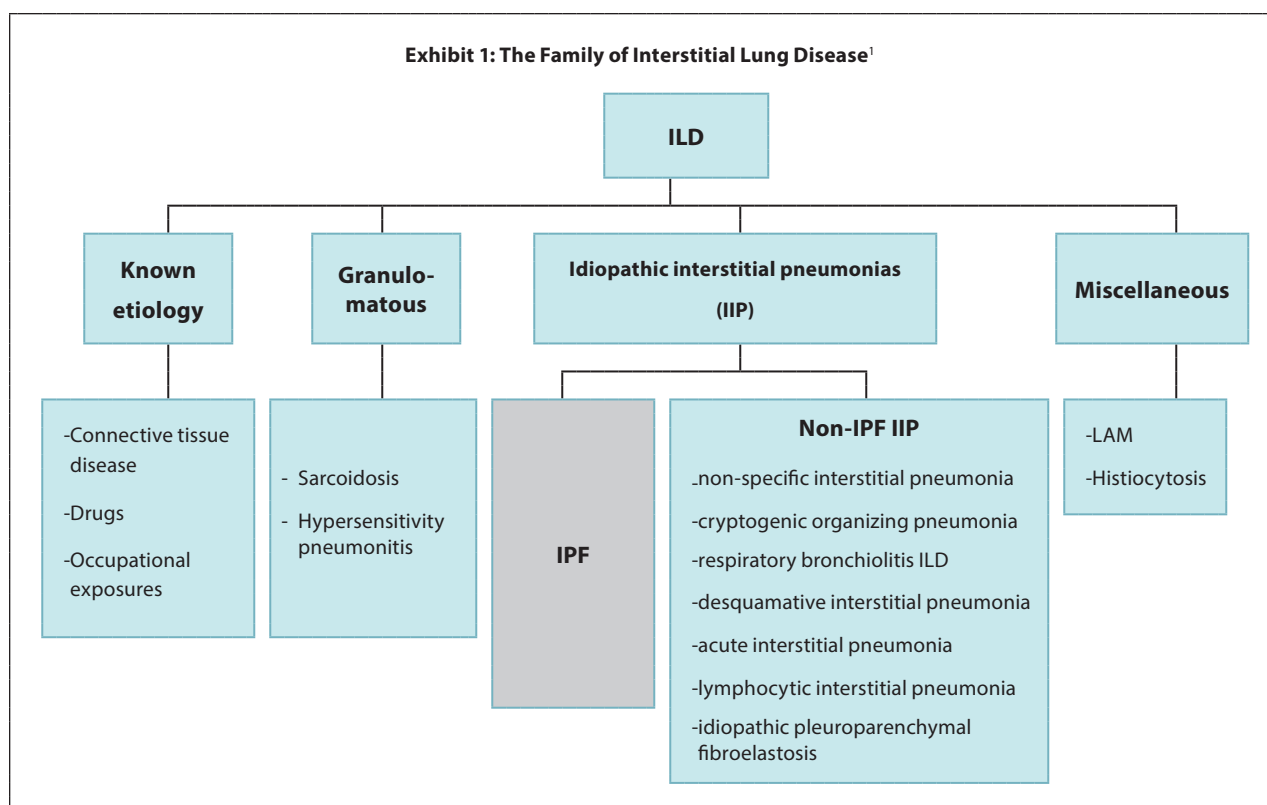 Exhibit 1: The Family of Interstitial Lung Disease¹
ILD
Known
etiology
Granulo-
matous
Idiopathic interstitial pneumonias
(IIP)
Miscellaneous
-Connective tissue
disease
-Drugs
-Occupational
exposures
- Sarcoidosis
- Hypersensitivity
pneumonitis
IPF
Non-IPF IIP
-non-specific interstitial pneumonia
-cryptogenic organizing pneumonia
-respiratory bronchiolitis ILD
-desquamative interstitial pneumonia
-acute interstitial pneumonia
-lymphocytic interstitial pneumonia
-idiopathic pleuroparenchymal
fibroelastosis
-LAM
-Histiocytosis